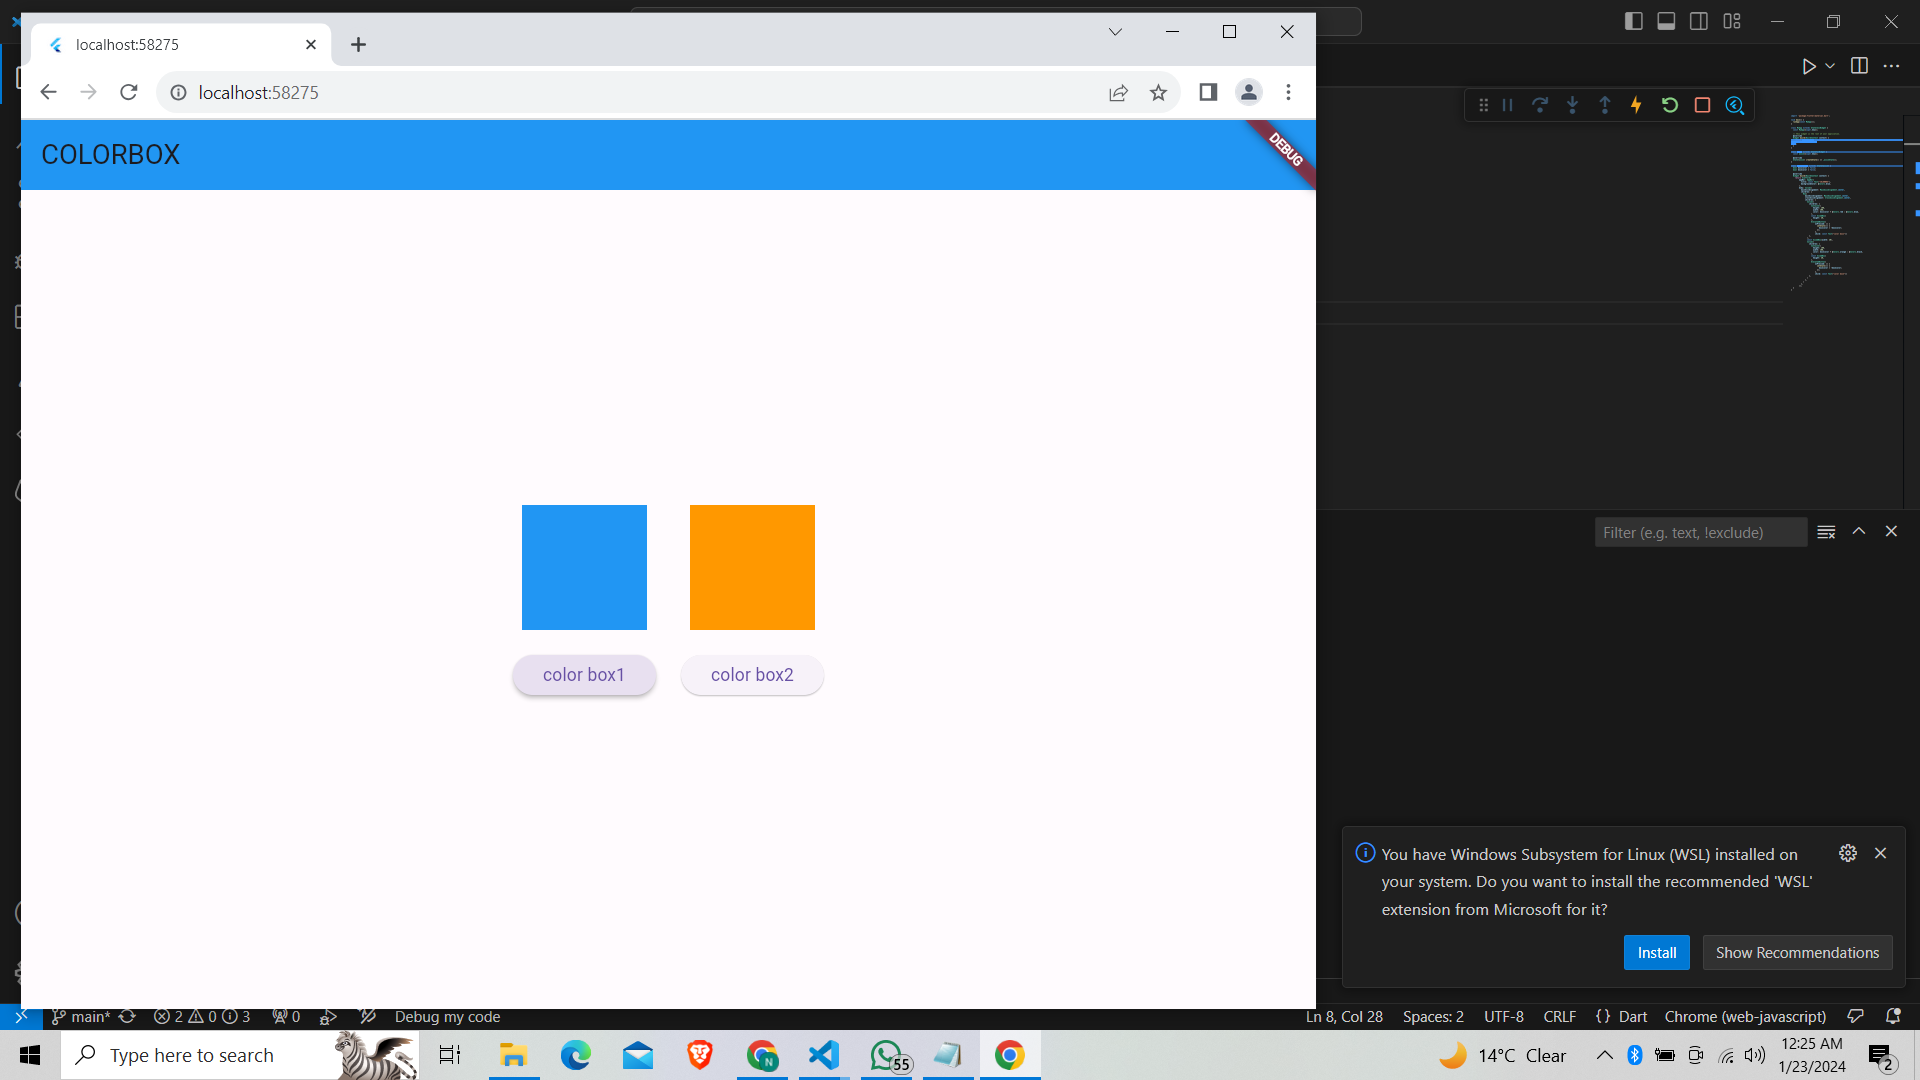 localhost:58275
localhost:58275
COLORBOX
DEBUG
color box1
color box2
Filter (e.g. text, !exclude)
You have Windows Subsystem for Linux (WSL) installed on
your system. Do you want to install the recommended 'WSL'
extension from Microsoft for it?
Install
Show Recommendations
main*
2
0
3
0
Debug my code
Ln 8, Col 28
Spaces: 2
UTF-8
CRLF
{ } Dart
Chrome (web-javascript)
Type here to search
N
55
14°C Clear
12:25 AM
1/23/2024
2